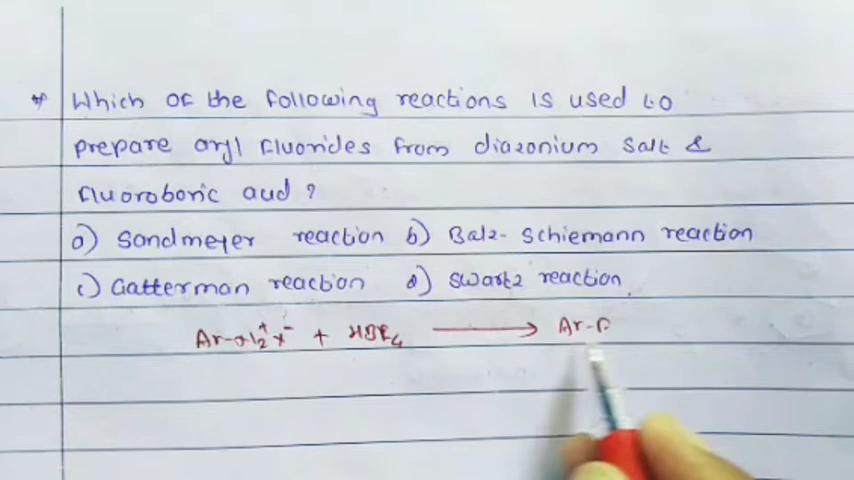 * Which of the following reactions is used to
prepare aryl fluorides from diazonium salt &
fluoroboric acid ?
a) Sandmeyer reaction b) Balz-Schiemann reaction
c) Gatterman reaction d) Swartz reaction
Ar-N₂⁺X⁻ + HBF₄ ⟶ Ar-F